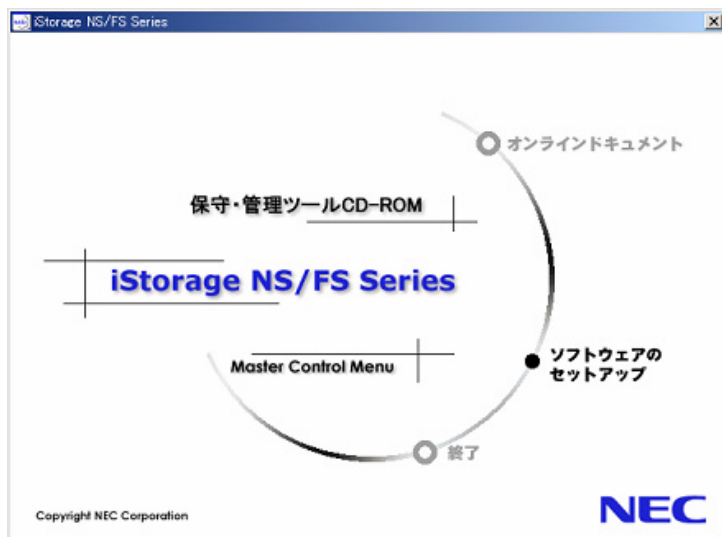 iStorage NS/FS Series
オンラインドキュメント
保守・管理ツールCD-ROM
iStorage NS/FS Series
ソフトウェアの
セットアップ
Master Control Menu
終了
Copyright NEC Corporation
NEC